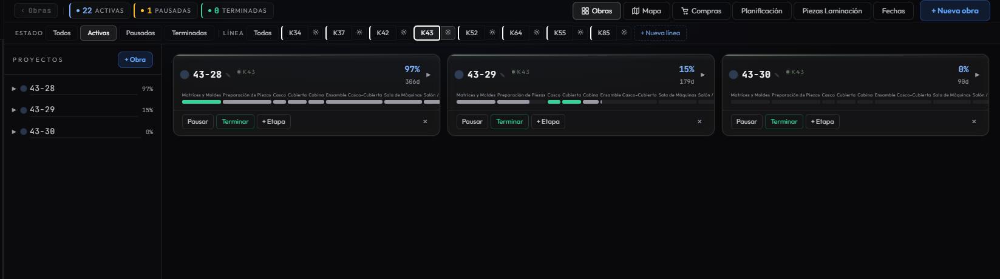 ‹ Obras
22 ACTIVAS
1 PAUSADAS
0 TERMINADAS
Obras
Mapa
Compras
Planificación
Piezas Laminación
Fechas
+ Nueva obra
ESTADO Todos Activas Pausadas Terminadas LÍNEA Todas K34 K37 K42 K43 K52 K64 K55 K85 + Nueva línea
PROYECTOS + Obra
43-28 97%
43-29 15%
43-30 0%
43-28 K43 97%
306d
Matrices y Moldes Preparación de Piezas Casco Cubierta Cabina Ensamble Casco-Cubierta Sala de Máquinas Salón /
Pausar Terminar + Etapa ×
43-29 K43 15%
179d
Matrices y Moldes Preparación de Piezas Casco Cubierta Cabina Ensamble Casco-Cubierta Sala de Máquinas Salón /
Pausar Terminar + Etapa ×
43-30 K43 0%
90d
Matrices y Moldes Preparación de Piezas Casco Cubierta Cabina Ensamble Casco-Cubierta Sala de Máquinas Salón /
Pausar Terminar + Etapa ×